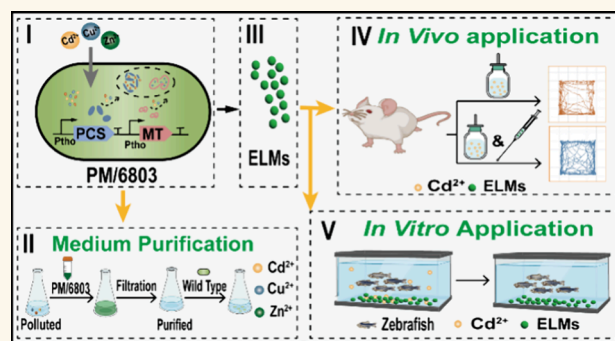 I
Cd²⁺ Cu²⁺ Zn²⁺
Ptho PCS Ptho MT
PM/6803
III
ELMs
IV In Vivo application
&
Cd²⁺ ELMs
II Medium Purification
PM/6803 Filtration Wild Type
Polluted Purified
Cd²⁺
Cu²⁺
Zn²⁺
V In Vitro Application
Zebrafish Cd²⁺ ELMs